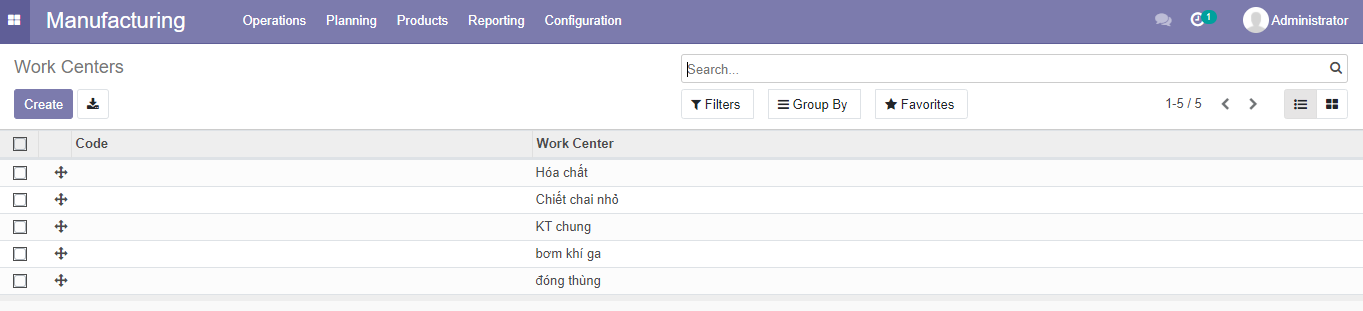 Manufacturing Operations Planning Products Reporting Configuration 1 Administrator
Work Centers Search...
Create Filters Group By Favorites 1-5 / 5
Code Work Center
Hóa chất
Chiết chai nhỏ
KT chung
bơm khí ga
đóng thùng